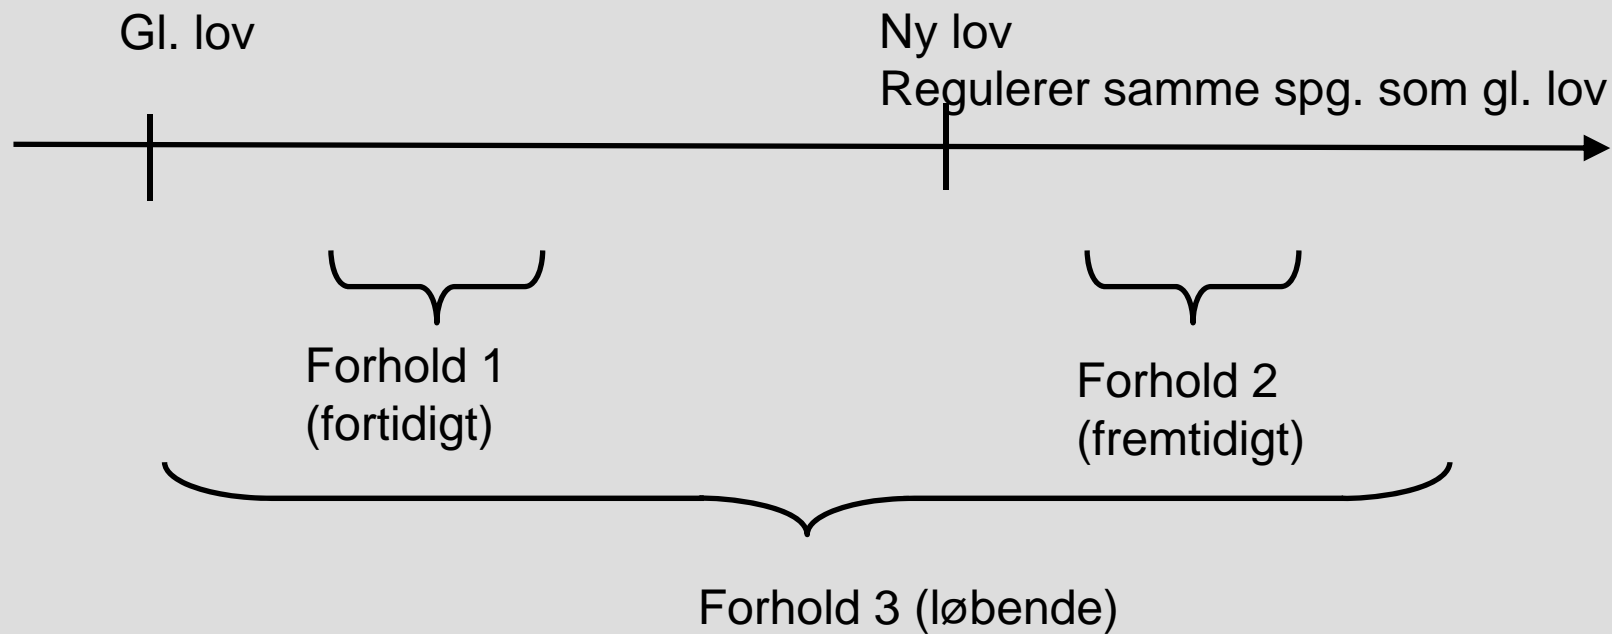 Gl. lov
Ny lov
Regulerer samme spg. som gl. lov
Forhold 1
(fortidigt)
Forhold 2
(fremtidigt)
Forhold 3 (løbende)